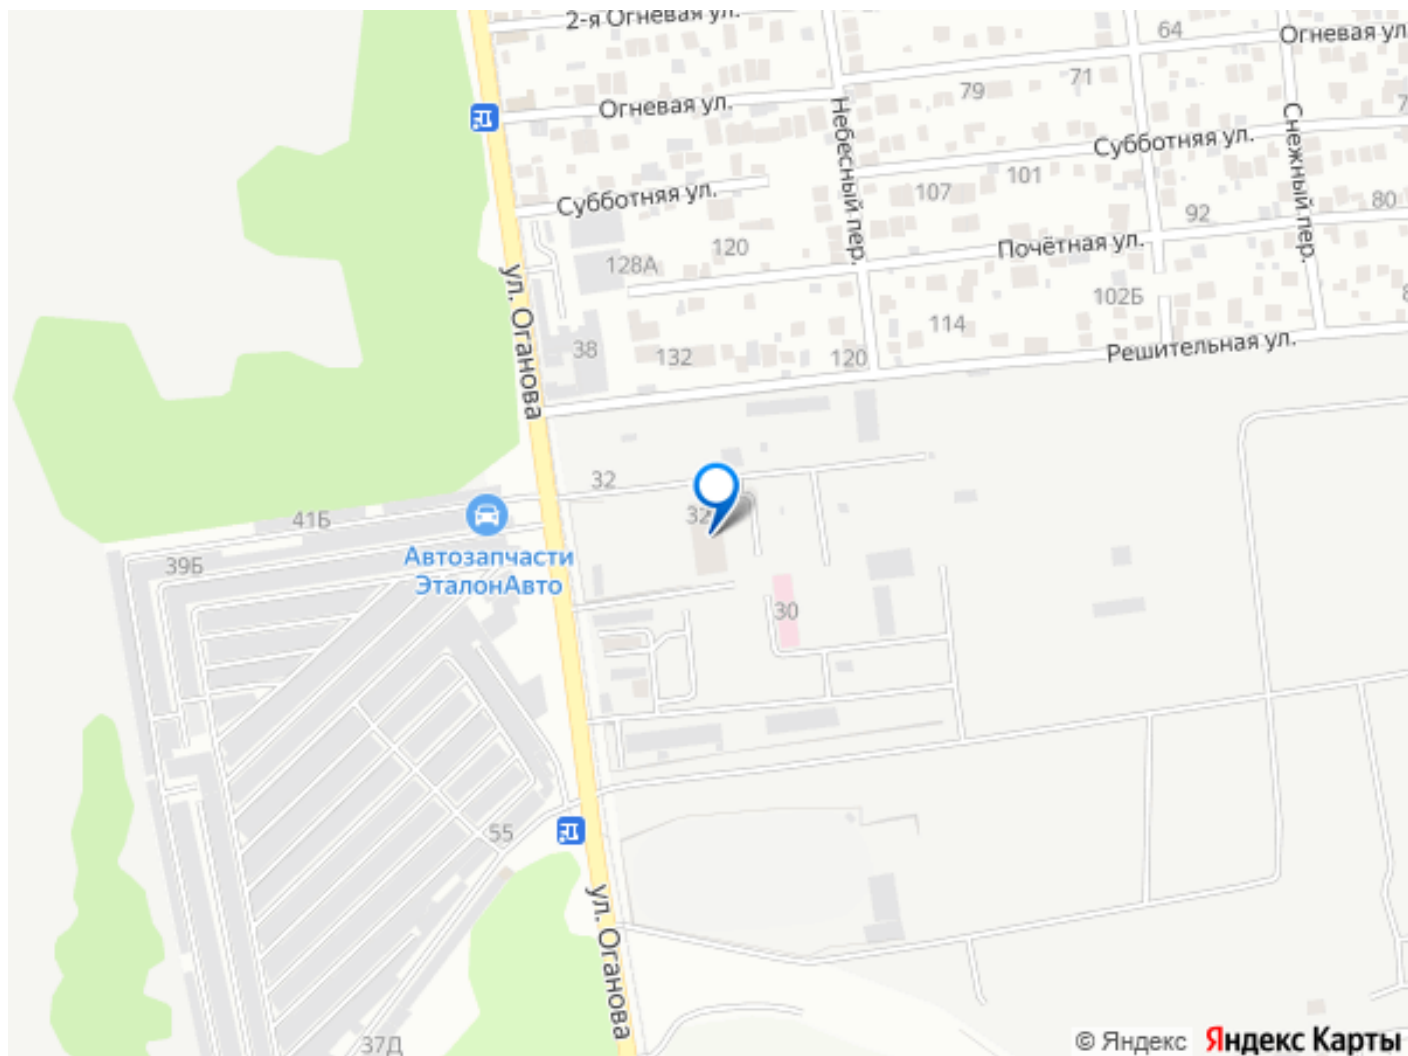 2-я Огневая ул.
64
Огневая ул.
79
71
Огневая ул.
Небесный пер.
Субботная ул.
Снежный пер.
101
107
Субботняя ул.
92
80
120
Почётная ул.
128А
ул. Оганова
102Б
114
38
132
120
Решительная ул.
32
41Б
32
Автозапчасти
ЭталонАвто
39Б
30
55
ул. Оганова
37Д
© Яндекс Яндекс Карты